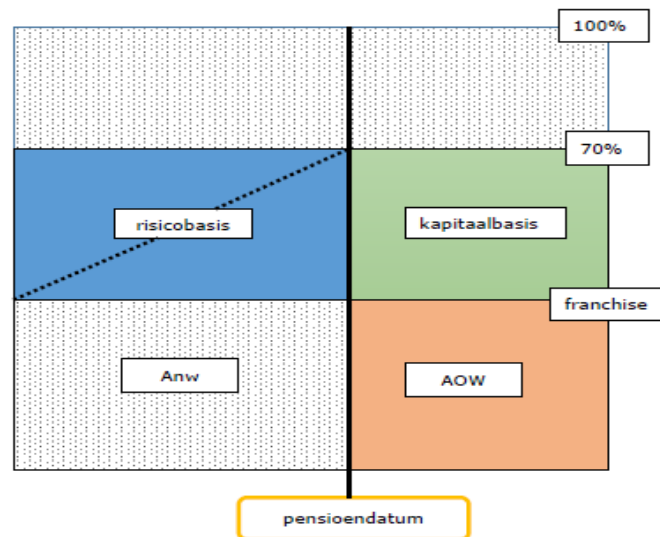 100%
70%
risicobasis
kapitaalbasis
franchise
Anw
AOW
pensioendatum